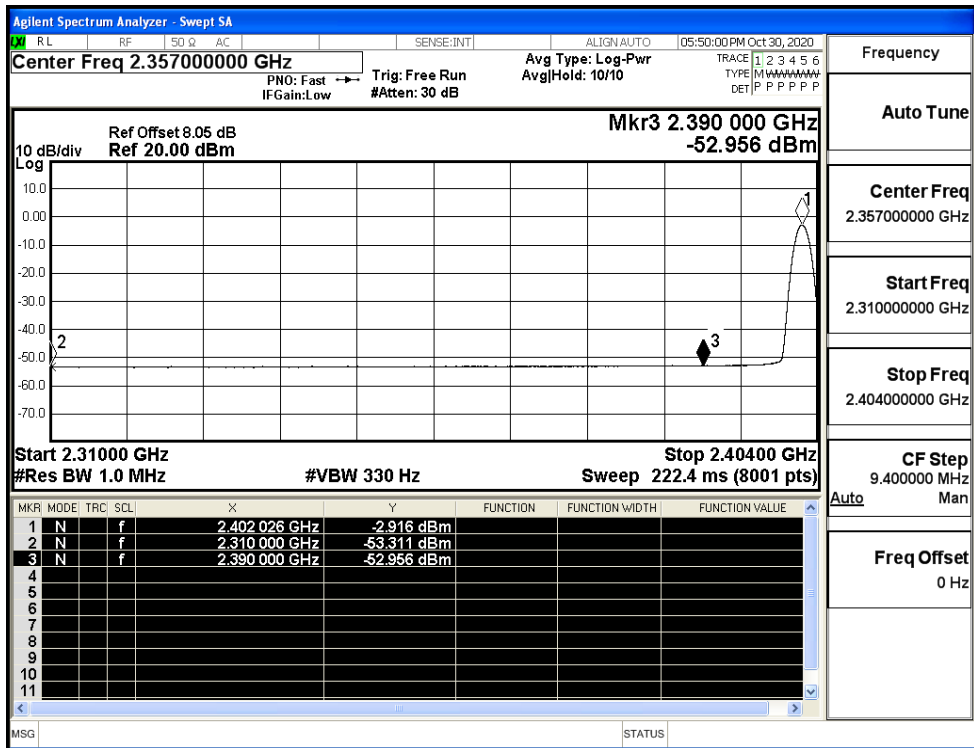 Agilent Spectrum Analyzer - Swept SA
LXI RL RF 50 Ω AC SENSE:INT ALIGN AUTO 05:50:00 PM Oct 30, 2020
Center Freq 2.357000000 GHz
PNO: Fast
IFGain:Low
Trig: Free Run
#Atten: 30 dB
Avg Type: Log-Pwr
Avg|Hold: 10/10
TRACE 1 2 3 4 5 6
TYPE M W W W W W
DET P P P P P P
Ref Offset 8.05 dB
10 dB/div Ref 20.00 dBm
Log
Mkr3 2.390 000 GHz
-52.956 dBm
10.0
0.00
-10.0
-20.0
-30.0
-40.0
-50.0
-60.0
-70.0
1
2
3
Start 2.31000 GHz Stop 2.40400 GHz
#Res BW 1.0 MHz #VBW 330 Hz Sweep 222.4 ms (8001 pts)
MKR MODE TRC SCL X Y FUNCTION FUNCTION WIDTH FUNCTION VALUE
1 N f 2.402 026 GHz -2.916 dBm
2 N f 2.310 000 GHz -53.311 dBm
3 N f 2.390 000 GHz -52.956 dBm
4
5
6
7
8
9
10
11
MSG STATUS
Frequency
Auto Tune
Center Freq
2.357000000 GHz
Start Freq
2.310000000 GHz
Stop Freq
2.404000000 GHz
CF Step
9.400000 MHz
Auto Man
Freq Offset
0 Hz